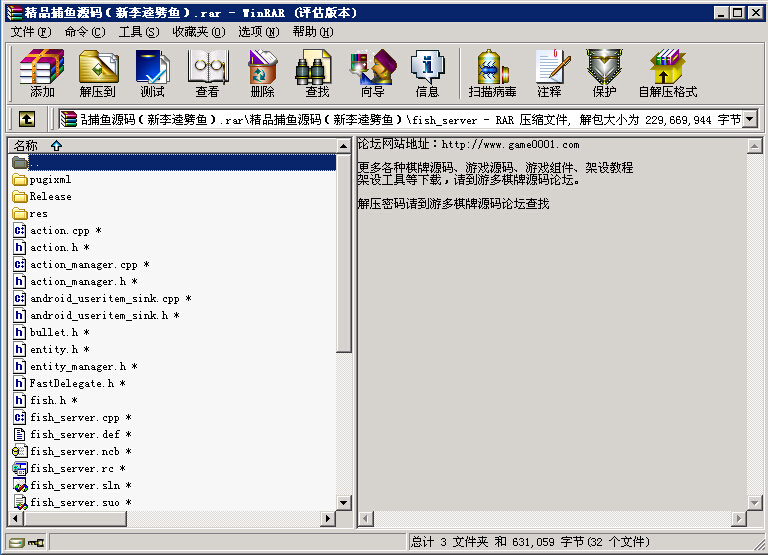 精品捕鱼源码(新李逵劈鱼).rar - WinRAR (评估版本)
文件(F) 命令(C) 工具(S) 收藏夹(O) 选项(N) 帮助(H)
添加 解压到 测试 查看 删除 查找 向导 信息 扫描病毒 注释 保护 自解压格式
品捕鱼源码(新李逵劈鱼).rar\精品捕鱼源码(新李逵劈鱼)\fish_server - RAR 压缩文件, 解包大小为 229,669,944 字节
名称
..
pugixml
Release
res
action.cpp *
action.h *
action_manager.cpp *
action_manager.h *
android_useritem_sink.cpp *
android_useritem_sink.h *
bullet.h *
entity.h *
entity_manager.h *
FastDelegate.h *
fish.h *
fish_server.cpp *
fish_server.def *
fish_server.ncb *
fish_server.rc *
fish_server.sln *
fish_server.suo *
论坛网站地址:http://www.game0001.com
更多各种棋牌源码、游戏源码、游戏组件、架设教程
架设工具等下载,请到游多棋牌源码论坛。
解压密码请到游多棋牌源码论坛查找
总计 3 文件夹 和 631,059 字节(32 个文件)